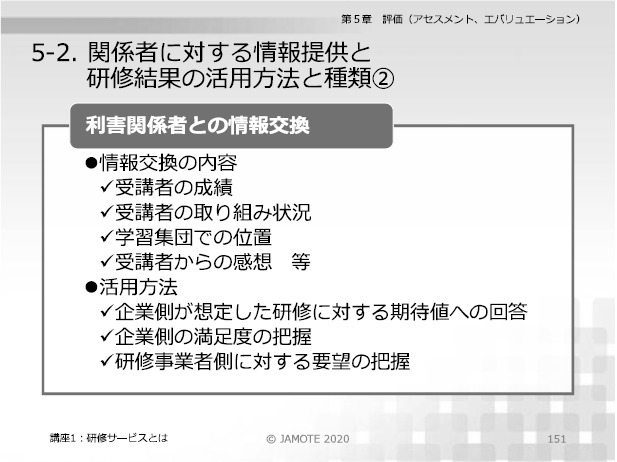 第５章　評価（アセスメント、エバリュエーション）
5-2. 関係者に対する情報提供と
研修結果の活用方法と種類②
利害関係者との情報交換
●情報交換の内容
✓受講者の成績
✓受講者の取り組み状況
✓学習集団での位置
✓受講者からの感想　等
●活用方法
✓企業側が想定した研修に対する期待値への回答
✓企業側の満足度の把握
✓研修事業者側に対する要望の把握
講座1：研修サービスとは
© JAMOTE 2020
151